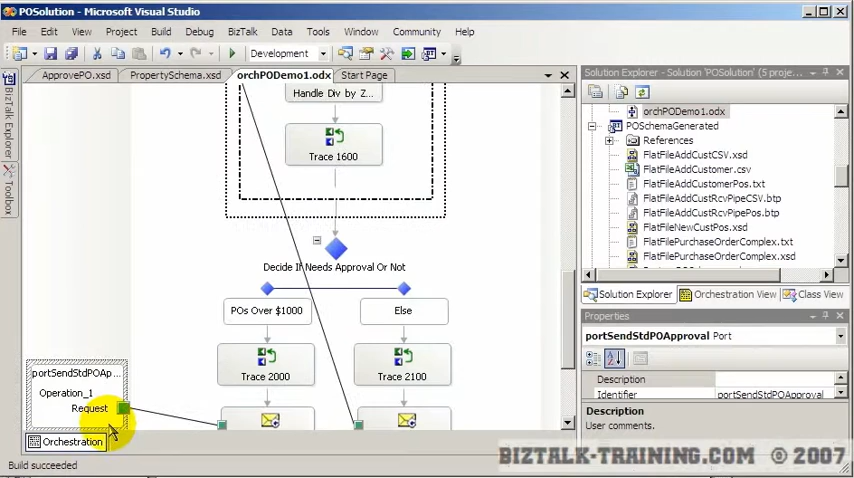 POSolution - Microsoft Visual Studio
File Edit View Project Build Debug BizTalk Data Tools Window Community Help
Development
ApprovePO.xsd PropertySchema.xsd orchPODemo1.odx Start Page
Solution Explorer - Solution 'POSolution' (5 proje...
BizTalk Explorer
Toolbox
Handle Div by Z...
Trace 1600
Decide If Needs Approval Or Not
POs Over $1000
Else
Trace 2000
Trace 2100
portSendStdPOAp...
Operation_1
Request
Orchestration
orchPODemo1.odx
POSchemaGenerated
References
FlatFileAddCustCSV.xsd
FlatFileAddCustomer.csv
FlatFileAddCustomerPos.txt
FlatFileAddCustRcvPipeCSV.btp
FlatFileAddCustRcvPipePos.btp
FlatFileNewCustPos.xsd
FlatFilePurchaseOrderComplex.txt
FlatFilePurchaseOrderComplex.xsd
Solution Explorer Orchestration View Class View
Properties
portSendStdPOApproval Port
Description
Identifier portSendStdPOApproval
Description
User comments.
Build succeeded
BIZTALK-TRAINING.COM © 2007